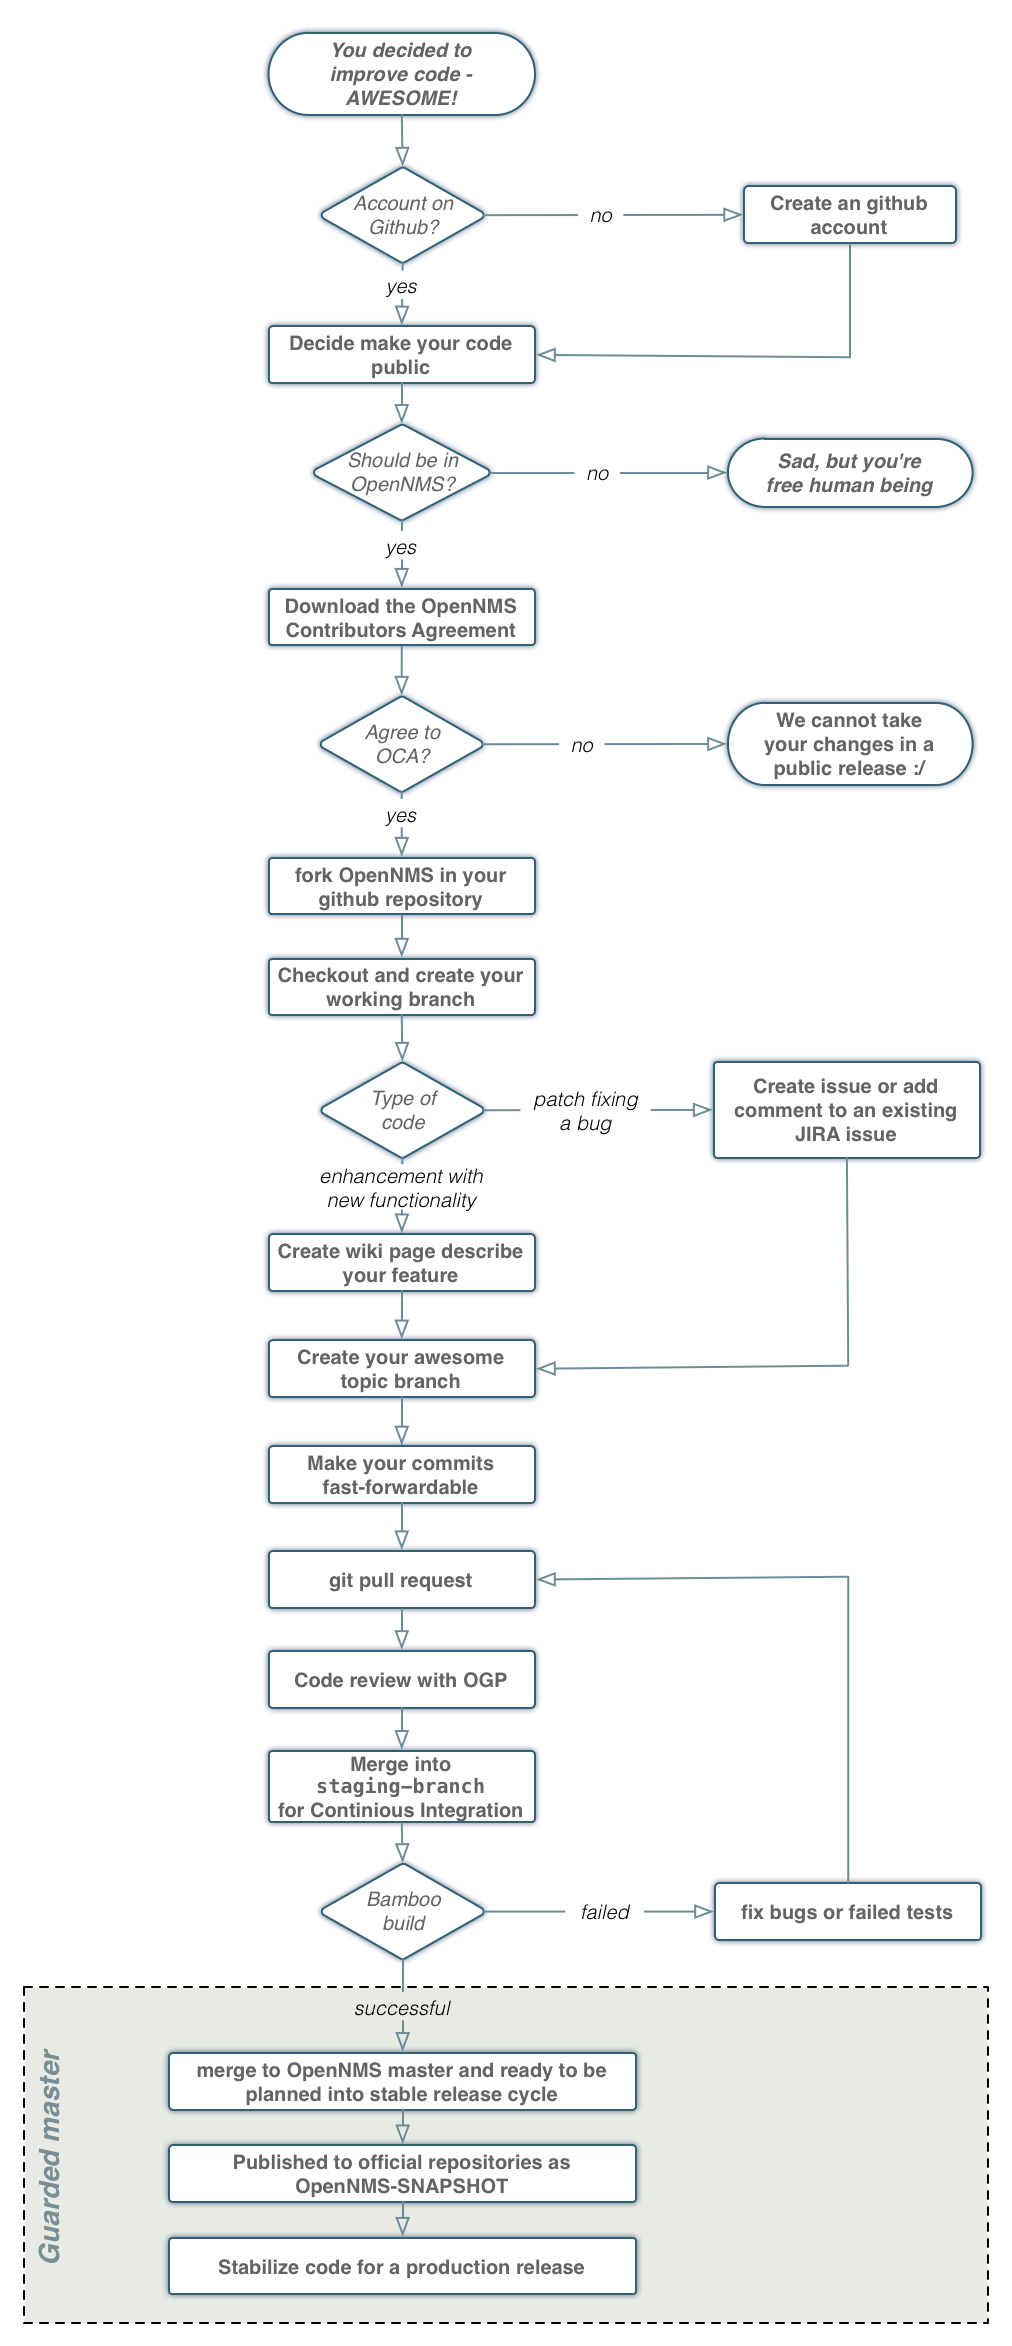 You decided to
improve code -
AWESOME!
Account on
Github?
no
Create an github
account
yes
Decide make your code
public
Should be in
OpenNMS?
no
Sad, but you're
free human being
yes
Download the OpenNMS
Contributors Agreement
Agree to
OCA?
no
We cannot take
your changes in a
public release :/
yes
fork OpenNMS in your
github repository
Checkout and create your
working branch
Type of
code
patch fixing
a bug
Create issue or add
comment to an existing
JIRA issue
enhancement with
new functionality
Create wiki page describe
your feature
Create your awesome
topic branch
Make your commits
fast-forwardable
git pull request
Code review with OGP
Merge into
staging-branch
for Continious Integration
Bamboo
build
failed
fix bugs or failed tests
successful
Guarded master
merge to OpenNMS master and ready to be
planned into stable release cycle
Published to official repositories as
OpenNMS-SNAPSHOT
Stabilize code for a production release